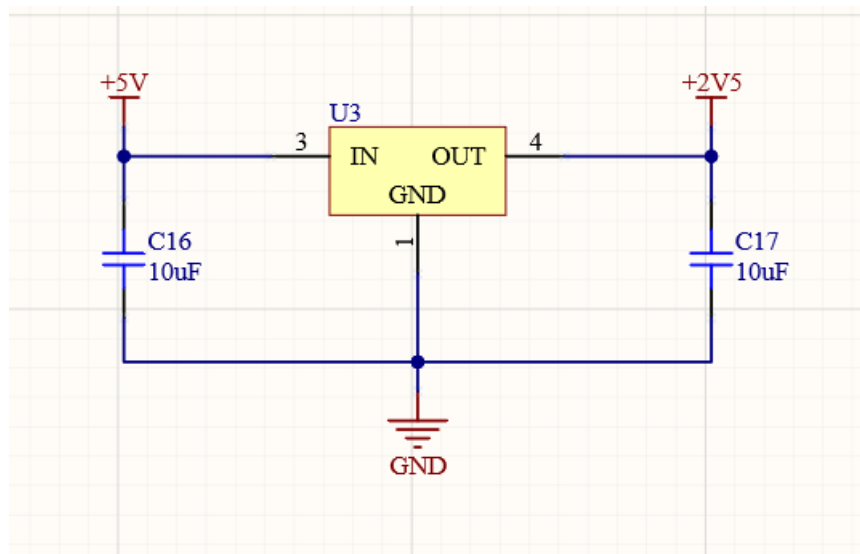 +5V
+2V5
U3
3
IN
OUT
4
GND
1
C16
10uF
C17
10uF
GND